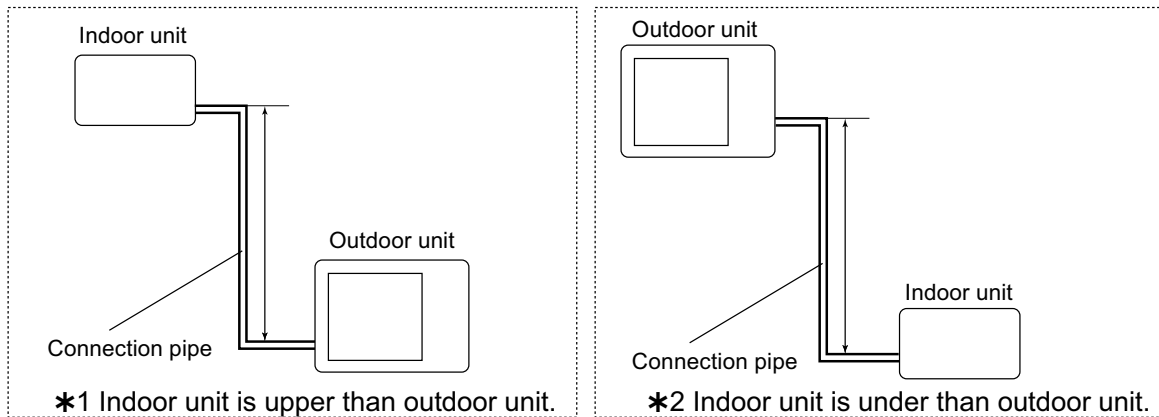 Indoor unit
Outdoor unit
Connection pipe
✱1 Indoor unit is upper than outdoor unit.
Outdoor unit
Indoor unit
Connection pipe
✱2 Indoor unit is under than outdoor unit.